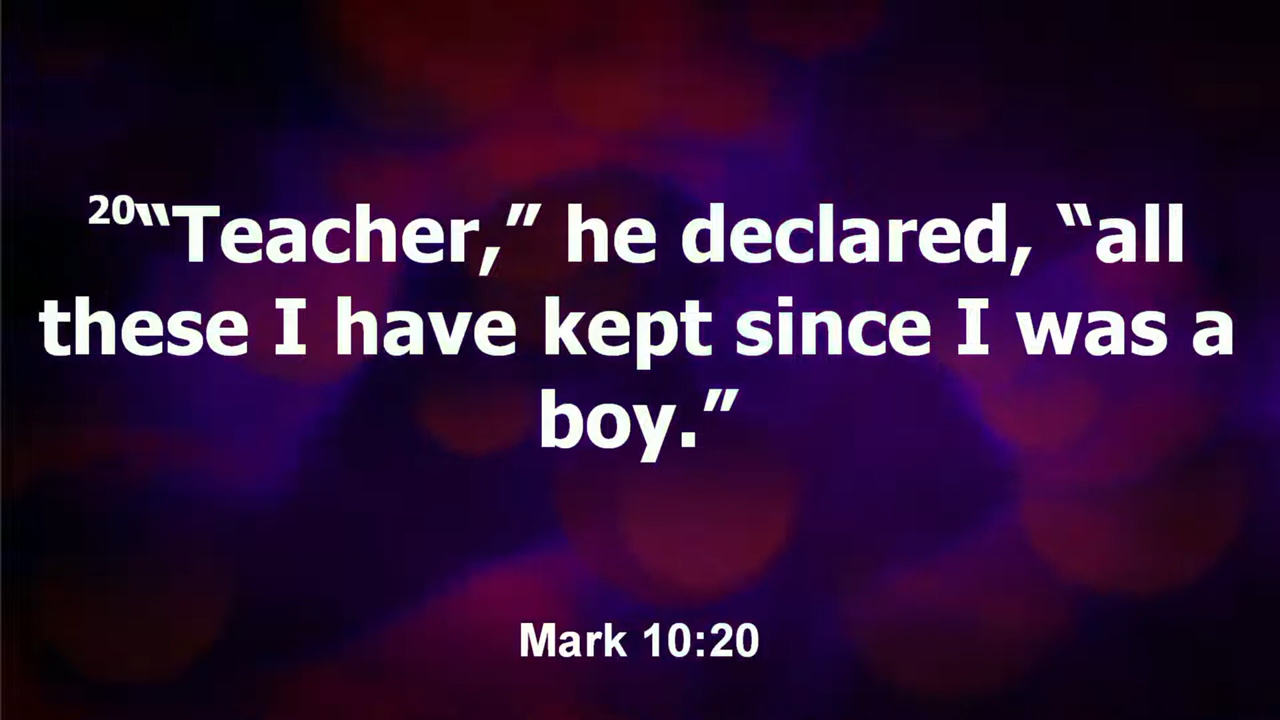 20“Teacher,” he declared, “all
these I have kept since I was a
boy.”
Mark 10:20